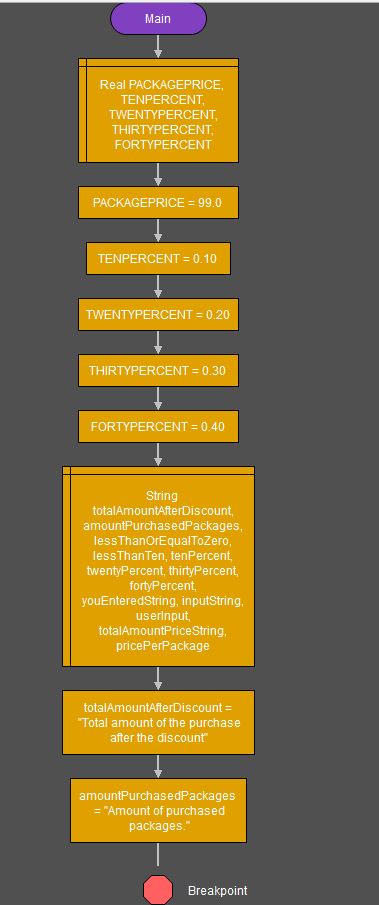 Main
Real PACKAGEPRICE,
TENPERCENT,
TWENTYPERCENT,
THIRTYPERCENT,
FORTYPERCENT
PACKAGEPRICE = 99.0
TENPERCENT = 0.10
TWENTYPERCENT = 0.20
THIRTYPERCENT = 0.30
FORTYPERCENT = 0.40
String
totalAmountAfterDiscount,
amountPurchasedPackages,
lessThanOrEqualToZero,
lessThanTen, tenPercent,
twentyPercent, thirtyPercent,
fortyPercent,
youEnteredString, inputString,
userInput,
totalAmountPriceString,
pricePerPackage
totalAmountAfterDiscount =
"Total amount of the purchase
after the discount"
amountPurchasedPackages
= "Amount of purchased
packages."
Breakpoint